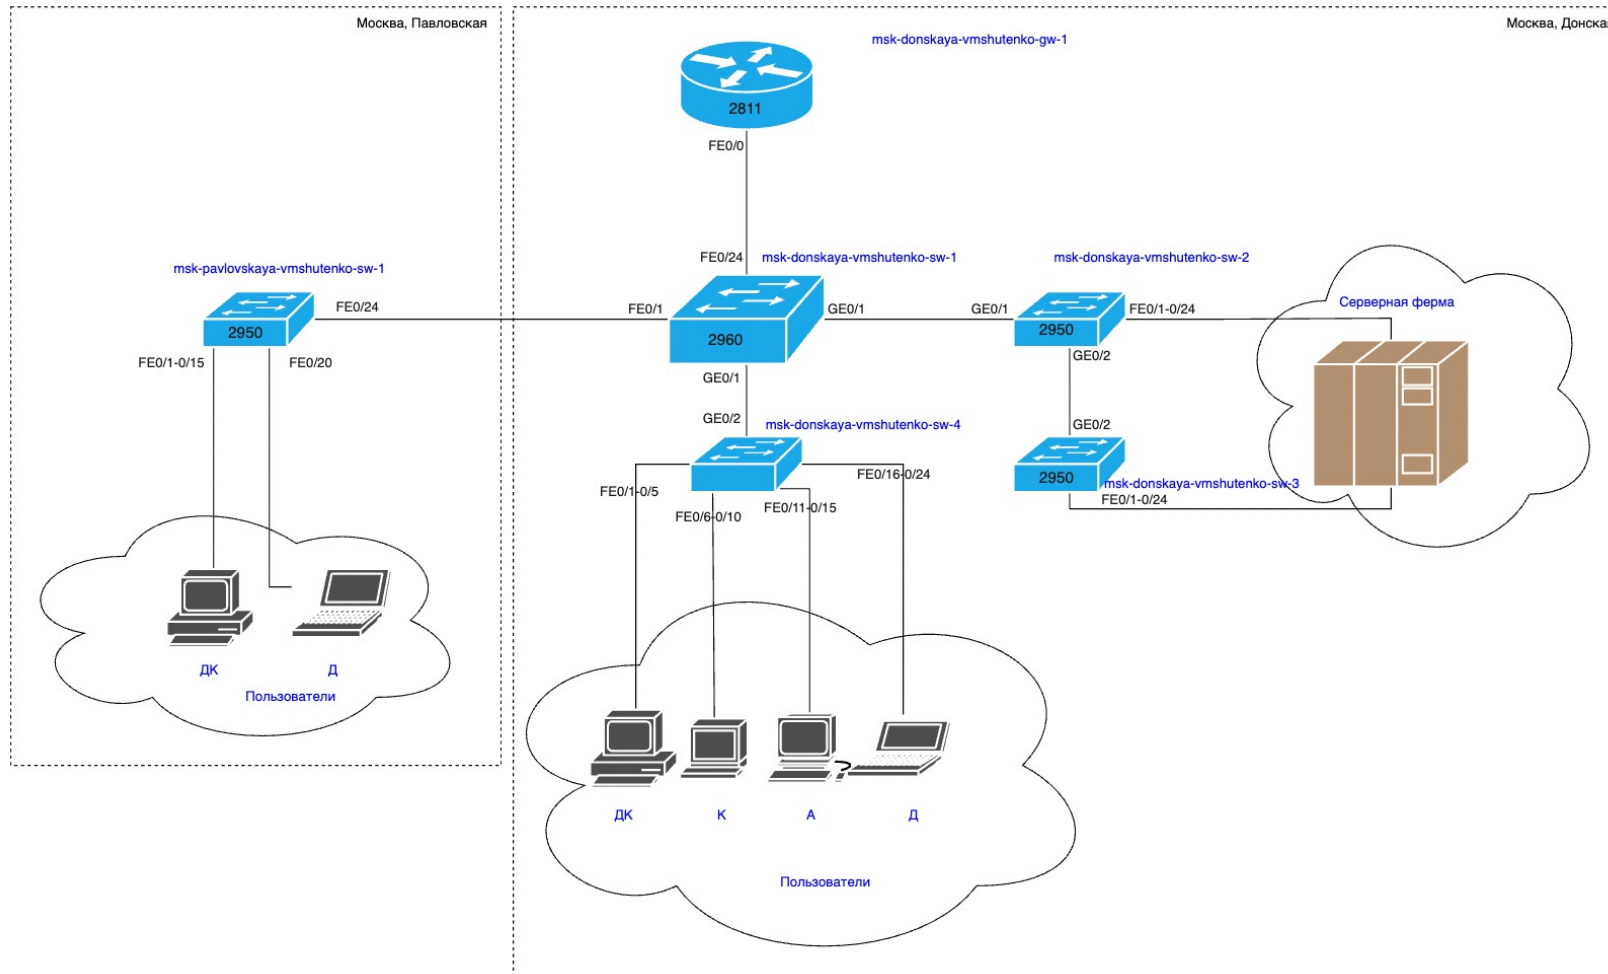 Москва, Павловская
Москва, Донска
msk-donskaya-vmshutenko-gw-1
2811
FE0/0
FE0/24
msk-donskaya-vmshutenko-sw-1
msk-donskaya-vmshutenko-sw-2
msk-pavlovskaya-vmshutenko-sw-1
FE0/24
FE0/1
GE0/1
GE0/1
FE0/1-0/24
Серверная ферма
2950
2960
2950
FE0/1-0/15
FE0/20
GE0/1
GE0/2
GE0/2
msk-donskaya-vmshutenko-sw-4
GE0/2
FE0/1-0/5
FE0/6-0/10
FE0/11-0/15
FE0/16-0/24
2950
msk-donskaya-vmshutenko-sw-3
FE0/1-0/24
ДК
Д
Пользователи
ДК
К
А
Д
Пользователи